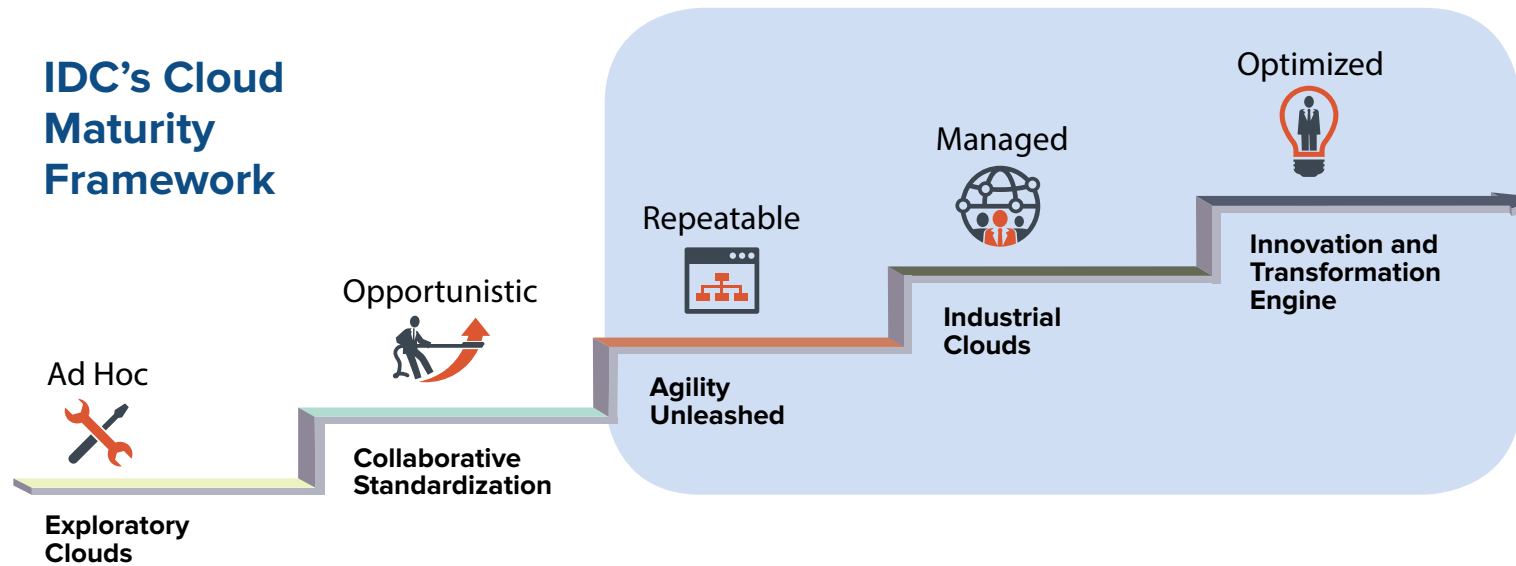 IDC’s Cloud
Maturity
Framework
Ad Hoc
Exploratory
Clouds
Opportunistic
Collaborative
Standardization
Repeatable
Agility
Unleashed
Managed
Industrial
Clouds
Optimized
Innovation and
Transformation
Engine